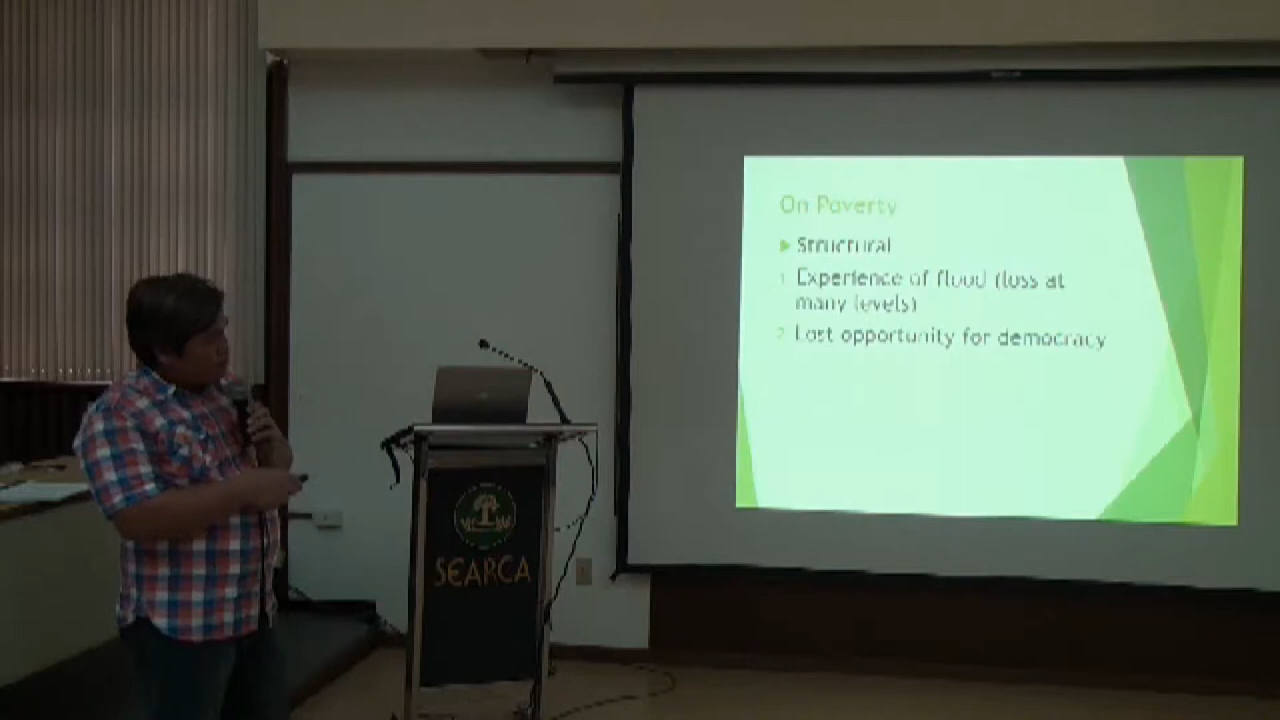 On Poverty
Structural
1 Experience of flood (loss at
many levels)
2 Lost opportunity for democracy
SEARCA